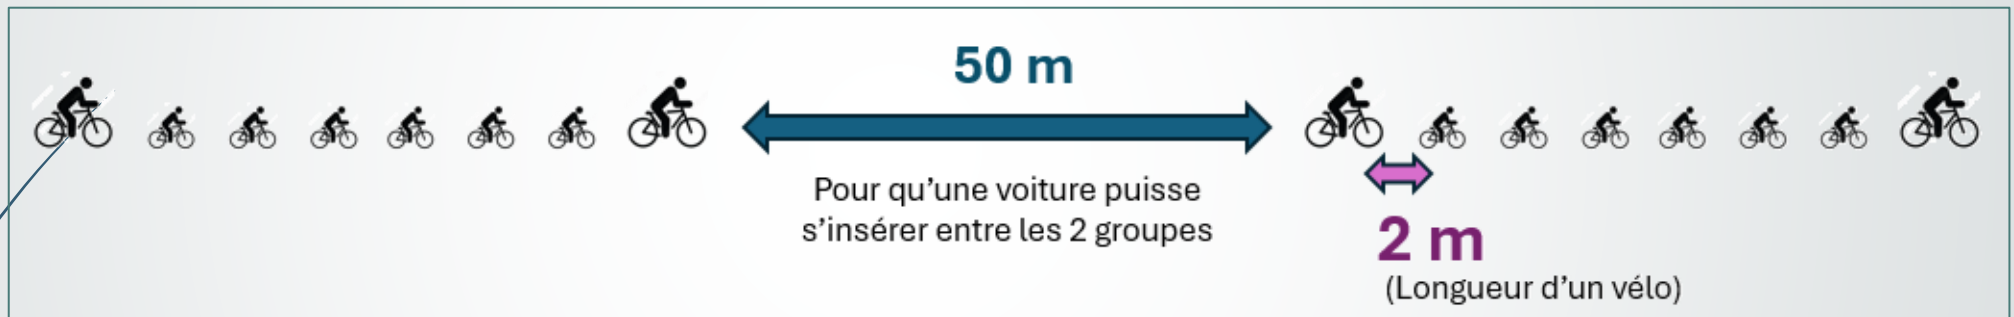 50 m
Pour qu’une voiture puisse
s’insérer entre les 2 groupes
2 m
(Longueur d’un vélo)